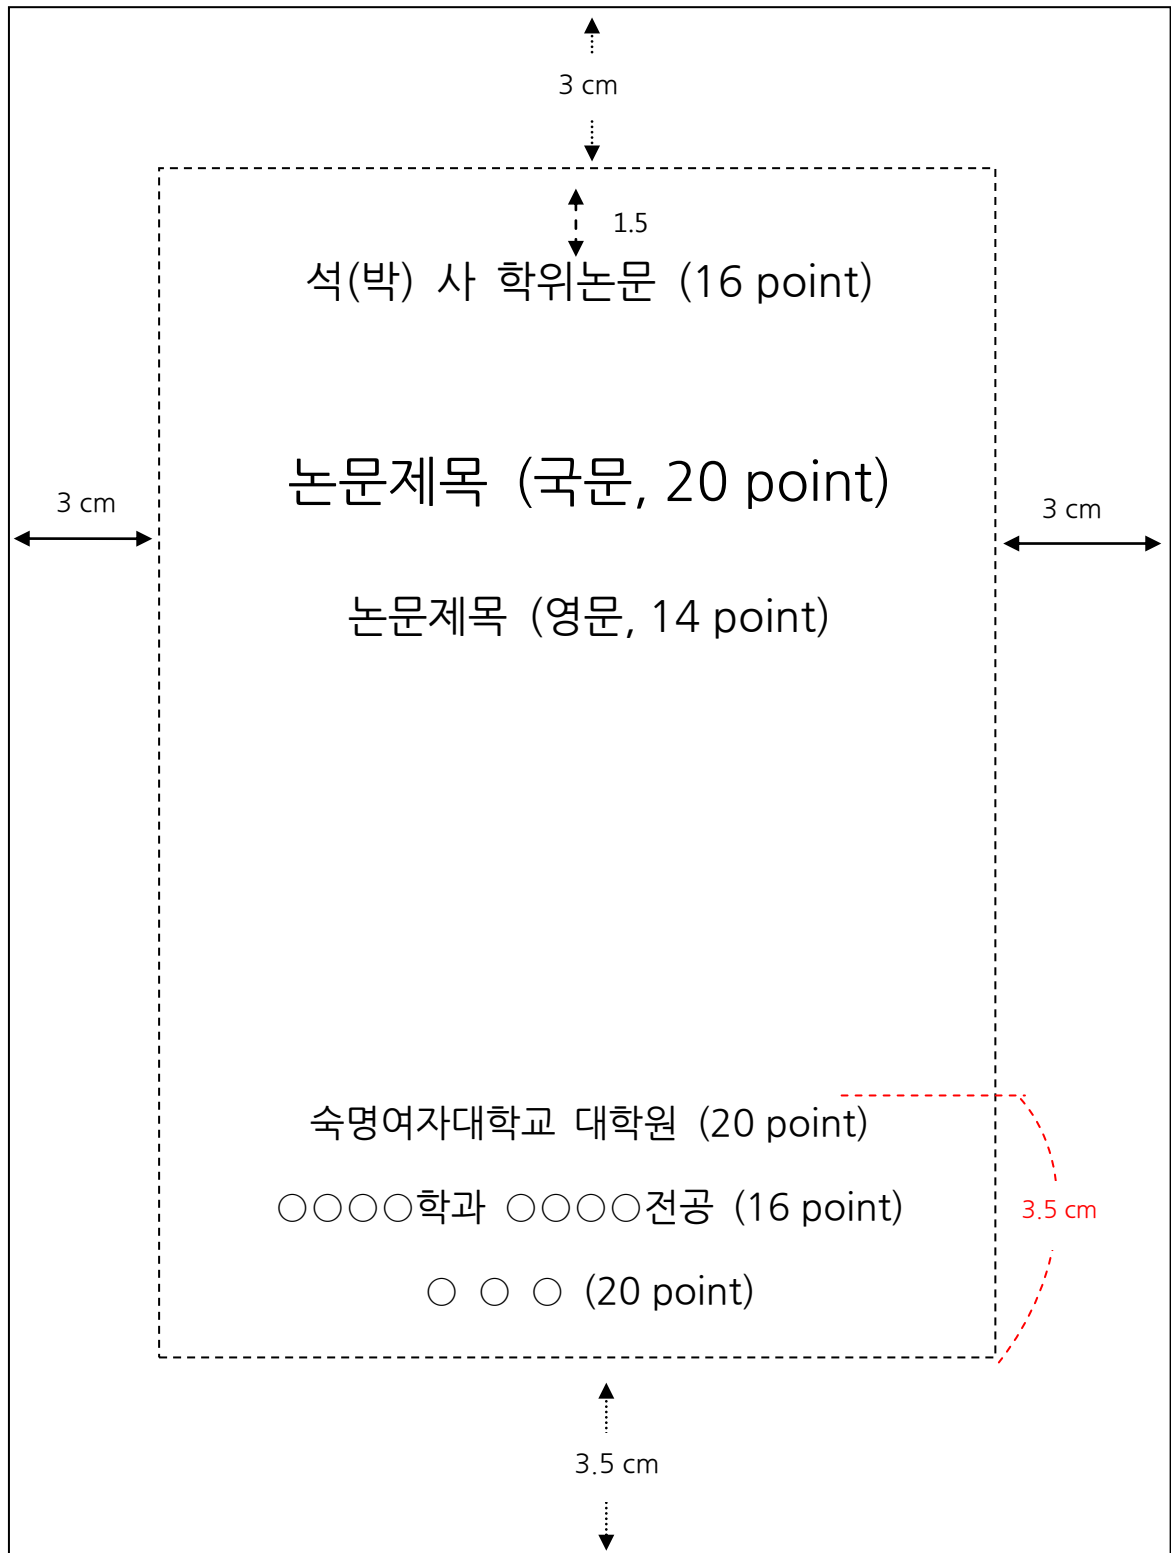 3 cm
1.5
석(박) 사 학위논문 (16 point)
논문제목 (국문, 20 point)
3 cm
3 cm
논문제목 (영문, 14 point)
숙명여자대학교 대학원 (20 point)
○○○○학과 ○○○○전공 (16 point)
3.5 cm
○ ○ ○ (20 point)
3.5 cm